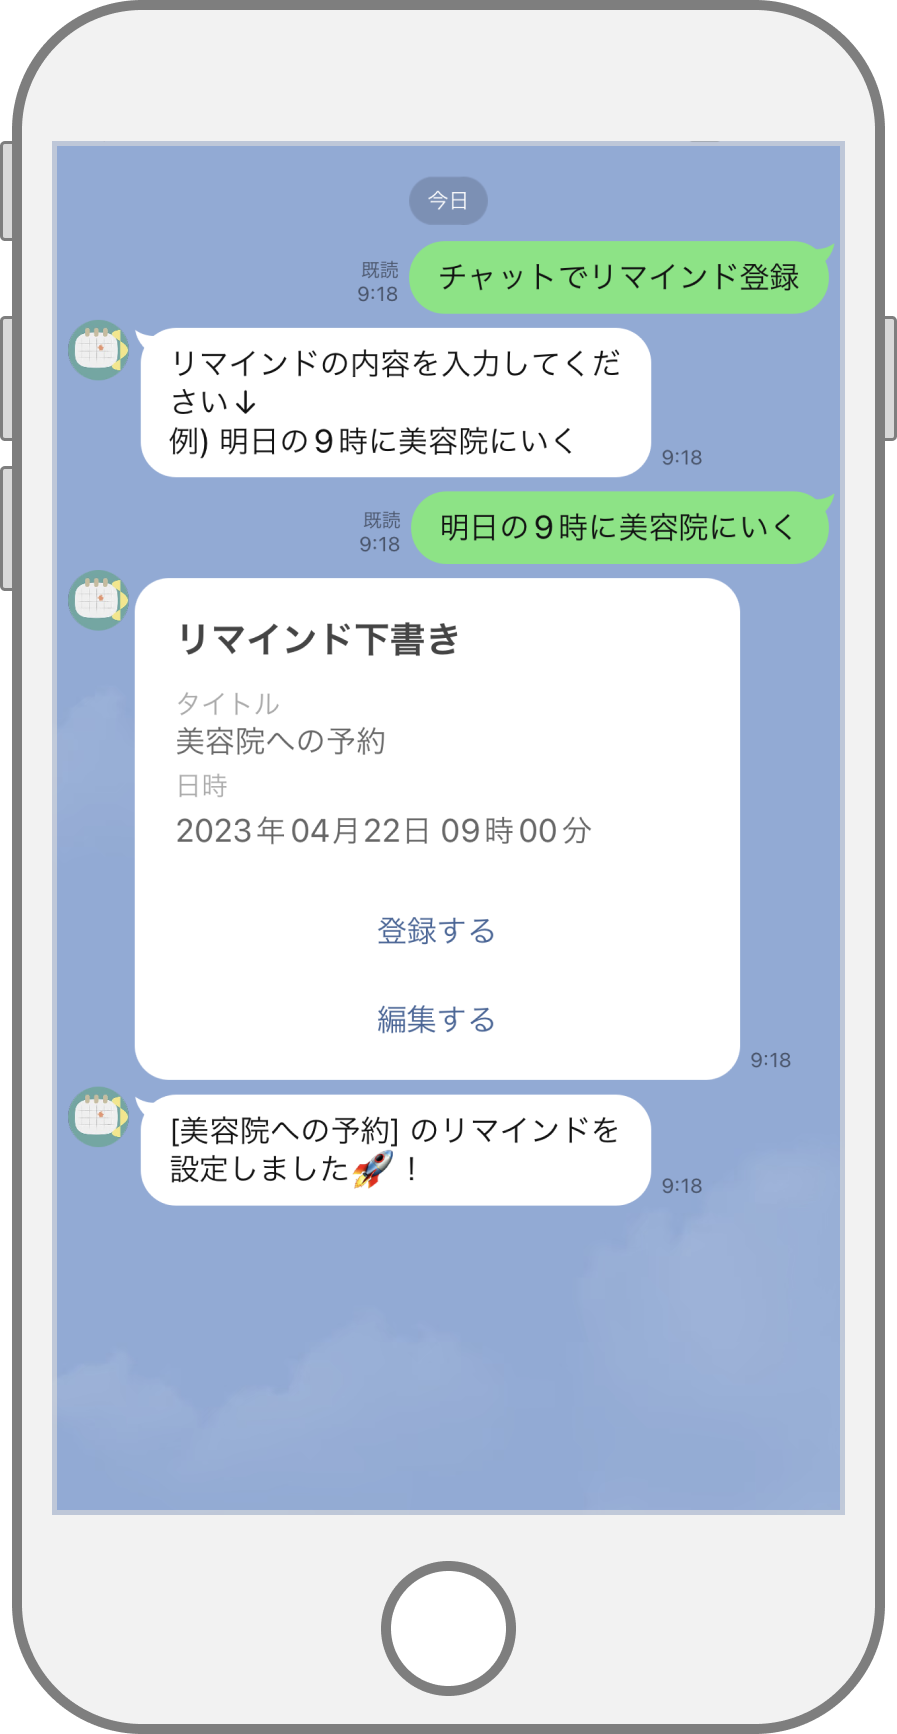 今日
チャットでリマインド登録
既読
9:18
リマインドの内容を入力してくだ
さい↓
例) 明日の9時に美容院にいく
9:18
明日の9時に美容院にいく
既読
9:18
リマインド下書き
タイトル
美容院への予約
日時
2023年04月22日 09時00分
登録する
編集する
9:18
[美容院への予約] のリマインドを
設定しました🚀！
9:18